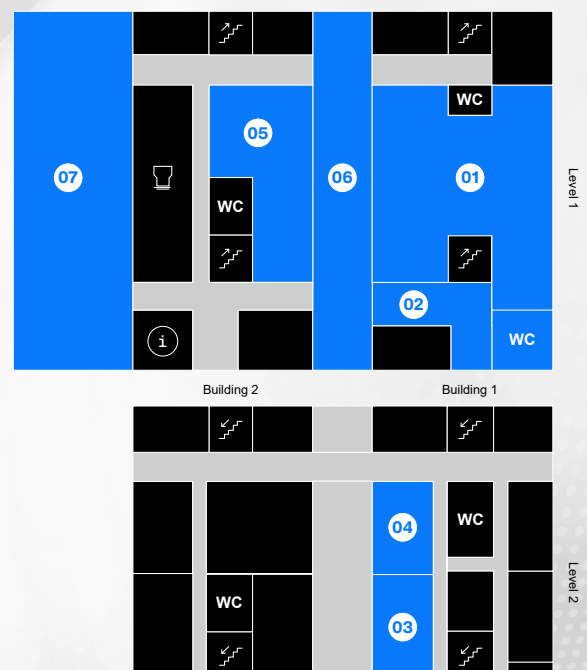 WC
05
07
06
01
WC
Level 1
02
i
WC
Building 2
Building 1
04
WC
Level 2
WC
03